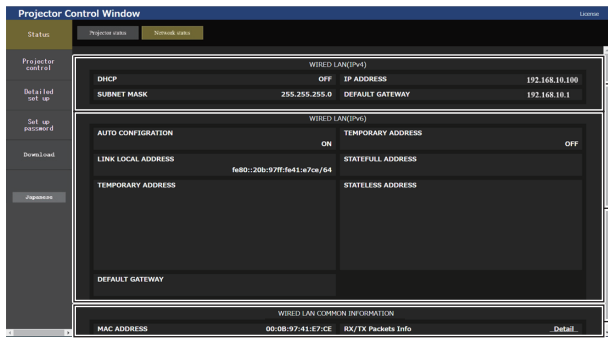 Projector Control Window
License
Status
Projector status
Network status
Projector
control
Detailed
set up
Set up
password
Download
Japanese
WIRED LAN(IPv4)
DHCP OFF IP ADDRESS 192.168.10.100
SUBNET MASK 255.255.255.0 DEFAULT GATEWAY 192.168.10.1
WIRED LAN(IPv6)
AUTO CONFIGRATION TEMPORARY ADDRESS
ON OFF
LINK LOCAL ADDRESS STATEFULL ADDRESS
fe80::20b:97ff:fe41:e7ce/64
TEMPORARY ADDRESS STATELESS ADDRESS
DEFAULT GATEWAY
WIRED LAN COMMON INFORMATION
MAC ADDRESS 00:0B:97:41:E7:CE RX/TX Packets Info Detail